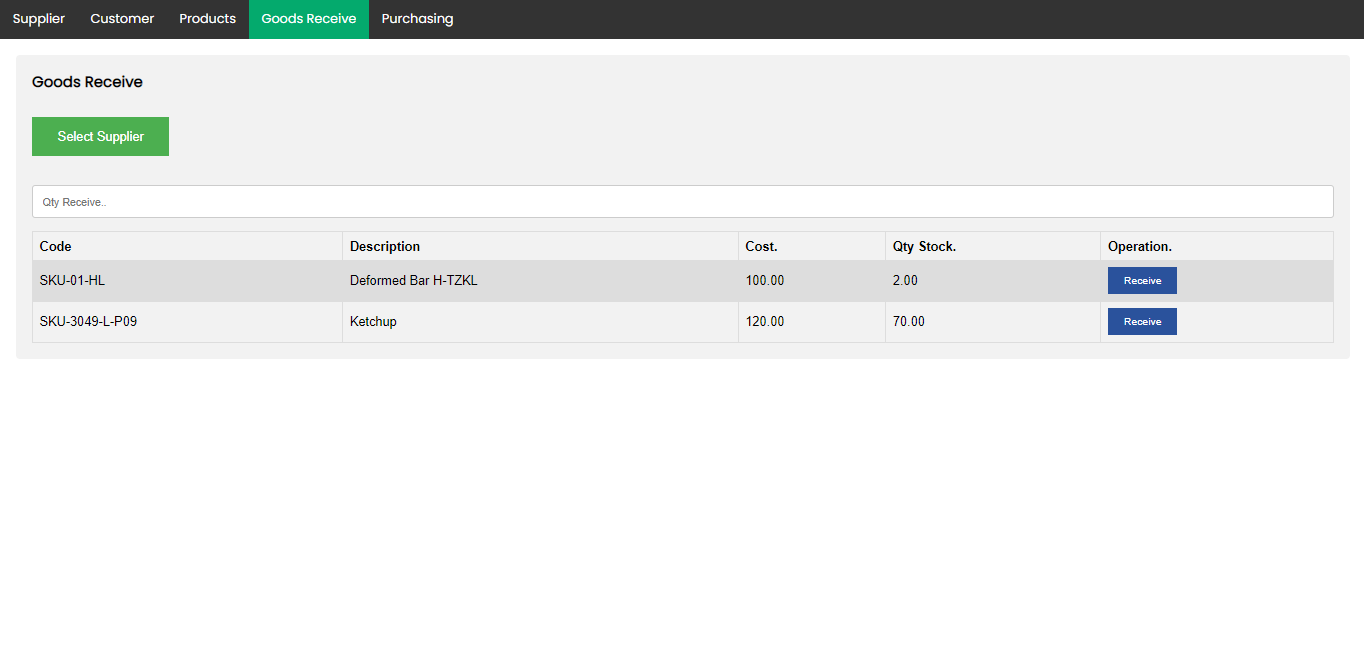 Supplier Customer Products Goods Receive Purchasing
Goods Receive
Select Supplier
Qty Receive..
Code Description Cost. Qty Stock. Operation.
SKU-01-HL Deformed Bar H-TZKL 100.00 2.00 Receive
SKU-3049-L-P09 Ketchup 120.00 70.00 Receive